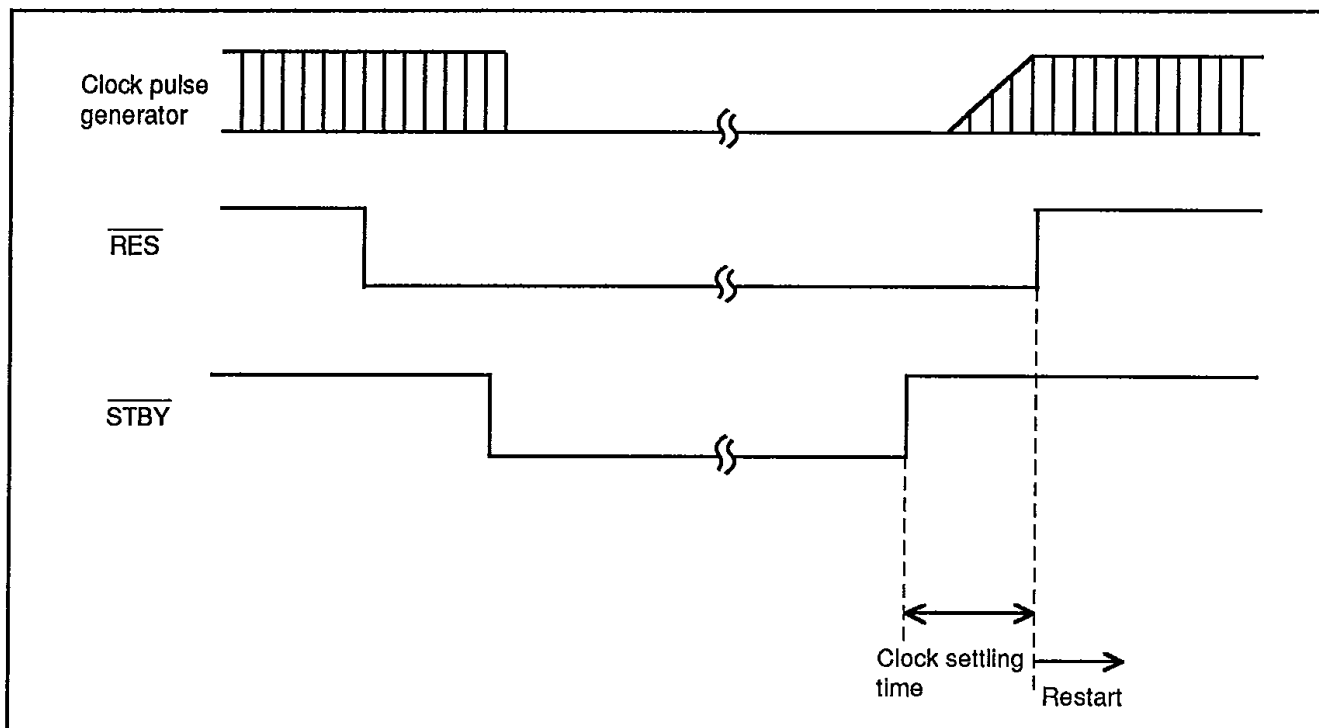 Clock pulse
generator
RES
STBY
Clock settling
time
Restart